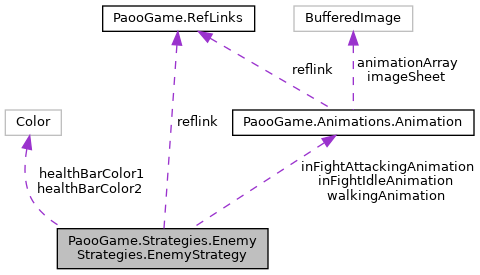 PaooGame.RefLinks
BufferedImage
animationArray
imageSheet
reflink
Color
reflink
PaooGame.Animations.Animation
healthBarColor1
healthBarColor2
inFightAttackingAnimation
inFightIdleAnimation
walkingAnimation
PaooGame.Strategies.Enemy
Strategies.EnemyStrategy